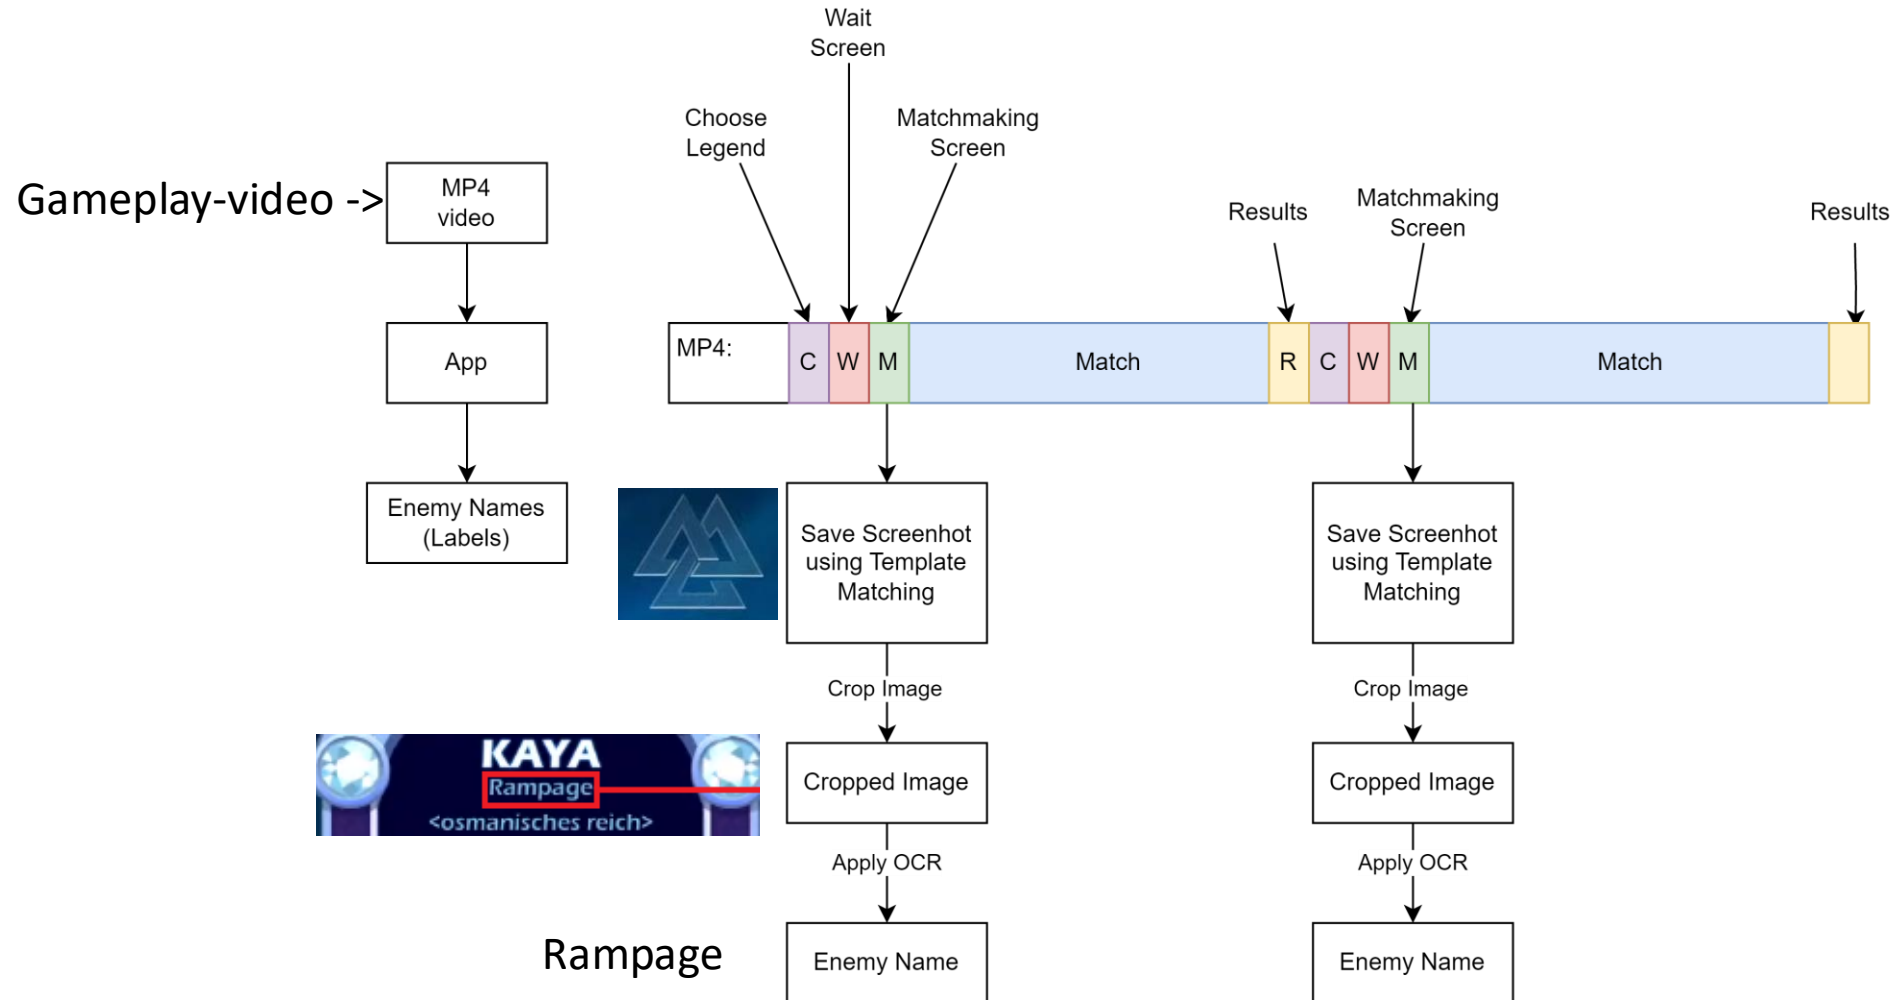 Wait
Screen
Choose
Legend
Matchmaking
Screen
Gameplay-video ->
MP4
video
Results
Matchmaking
Screen
Results
App
MP4:
C
W
M
Match
R
C
W
M
Match
Enemy Names
(Labels)
Save Screenhot
using Template
Matching
Save Screenhot
using Template
Matching
Crop Image
Crop Image
KAYA
Rampage
<osmanisches reich>
Cropped Image
Cropped Image
Apply OCR
Apply OCR
Rampage
Enemy Name
Enemy Name